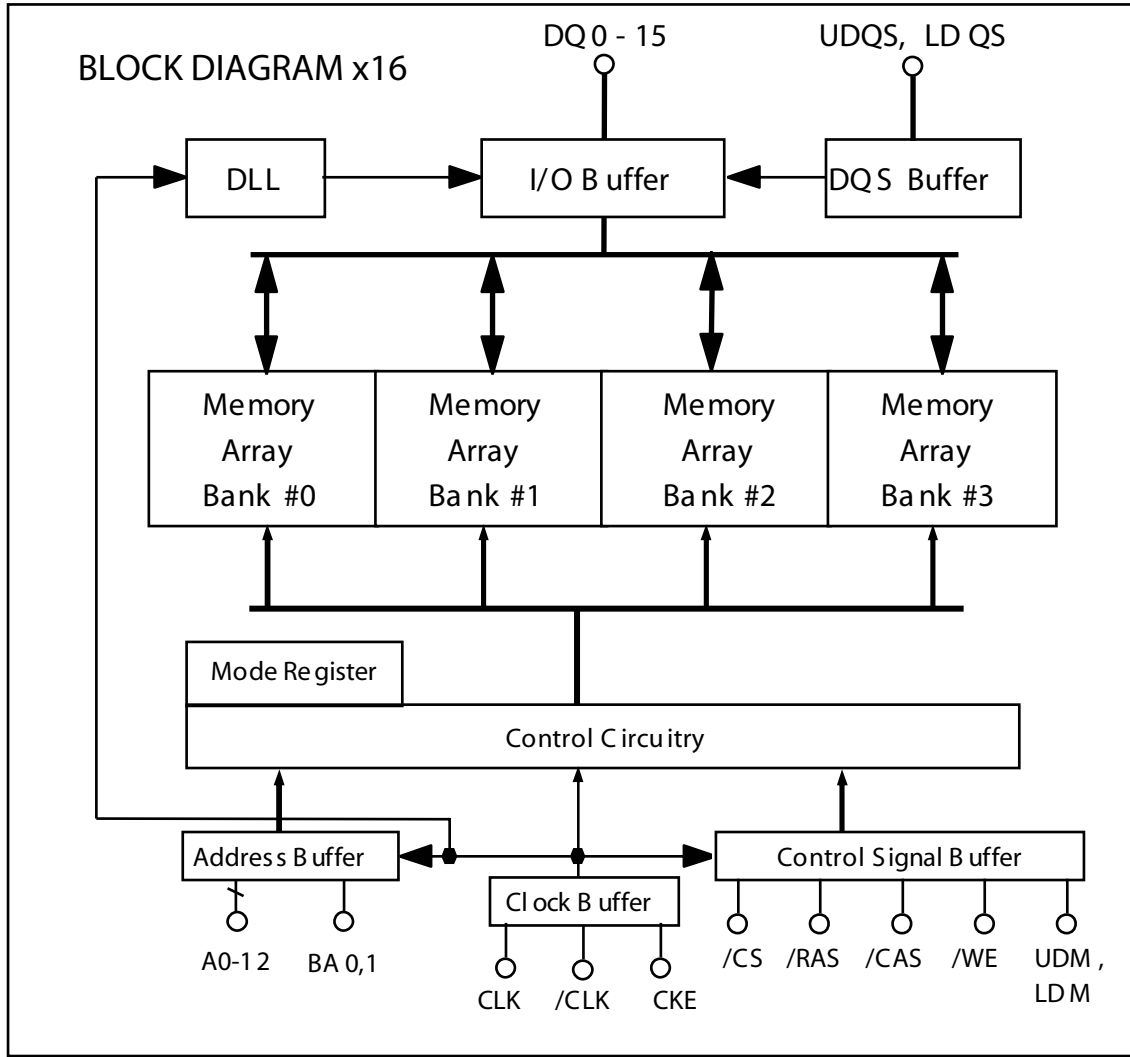 DQ 0 - 15
UDQS, LD QS
BLOCK DIAGRAM x16
DLL
I/O Buffer
DQS Buffer
Memory
Array
Bank #0
Memory
Array
Bank #1
Memory
Array
Bank #2
Memory
Array
Bank #3
Mode Register
Control Circuitry
Address Buffer
Control Signal Buffer
Clock Buffer
A0-12
BA 0,1
CLK
/CLK
CKE
/CS
/RAS
/CAS
/WE
UDM,
LDM